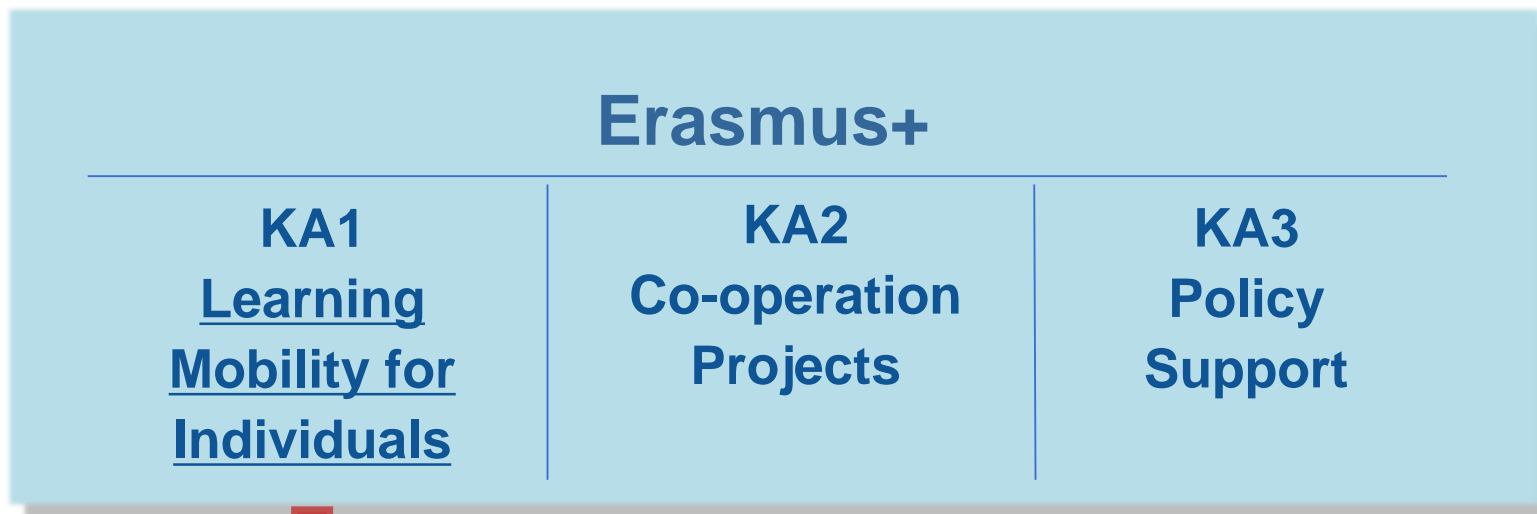 Erasmus+
KA1
Learning
Mobility for
Individuals
KA2
Co-operation
Projects
KA3
Policy
Support